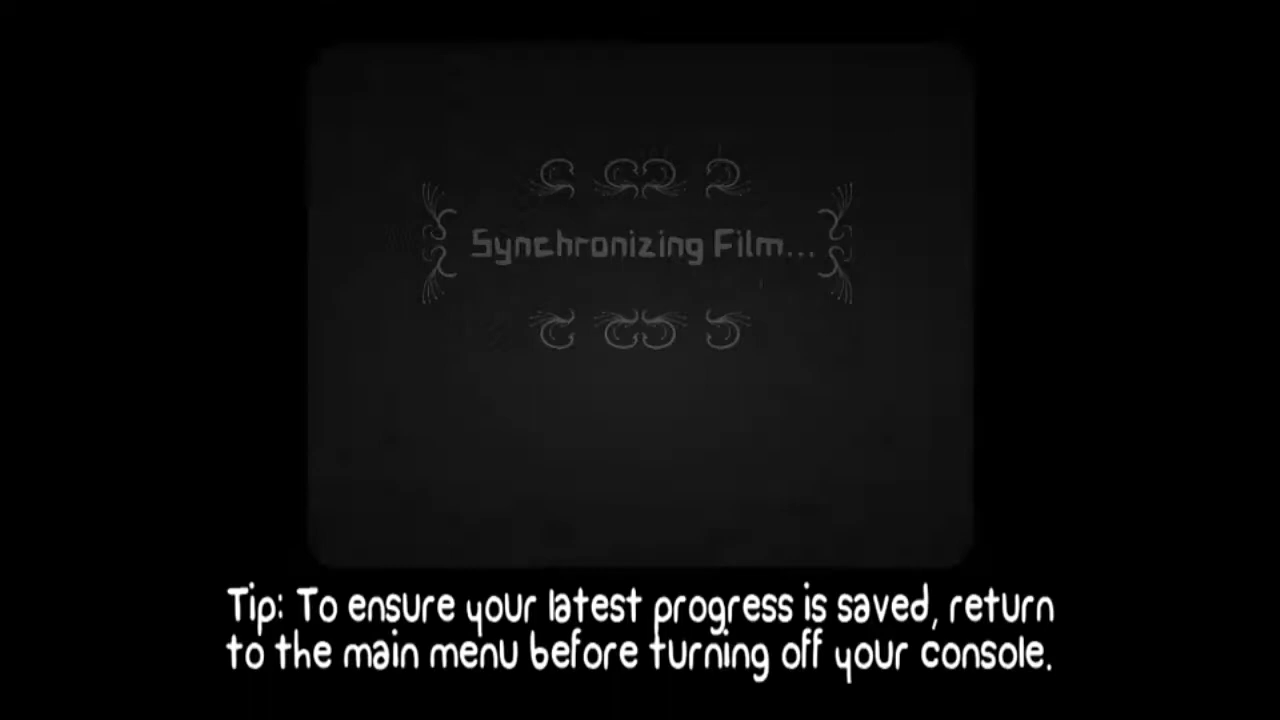 Synchronizing Film...
Tip: To ensure your latest progress is saved, return
to the main menu before turning off your console.